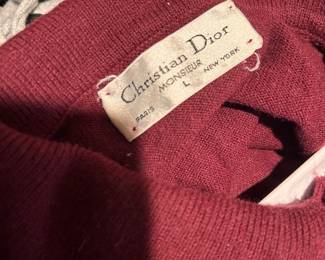 Christian Dior
MONSIEUR
PARIS L NEW YORK